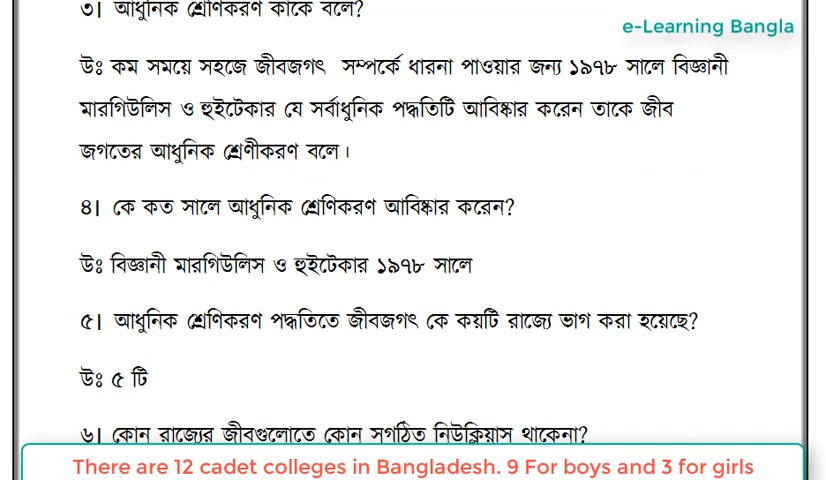 ৩। আধুনিক শ্রেণিকরণ কাকে বলে?
e-Learning Bangla
উঃ কম সময়ে সহজে জীবজগৎ সম্পর্কে ধারনা পাওয়ার জন্য ১৯৭৮ সালে বিজ্ঞানী
মারগিউলিস ও হুইটেকার যে সর্বাধুনিক পদ্ধতিটি আবিষ্কার করেন তাকে জীব
জগতের আধুনিক শ্রেণীকরণ বলে।
৪। কে কত সালে আধুনিক শ্রেণিকরণ আবিষ্কার করেন?
উঃ বিজ্ঞানী মারগিউলিস ও হুইটেকার ১৯৭৮ সালে
৫। আধুনিক শ্রেণিকরণ পদ্ধতিতে জীবজগৎ কে কয়টি রাজ্যে ভাগ করা হয়েছে?
উঃ ৫ টি
৬। কোন রাজ্যের জীবগুলোতে কোন সুগঠিত নিউক্লিয়াস থাকেনা?
There are 12 cadet colleges in Bangladesh. 9 For boys and 3 for girls